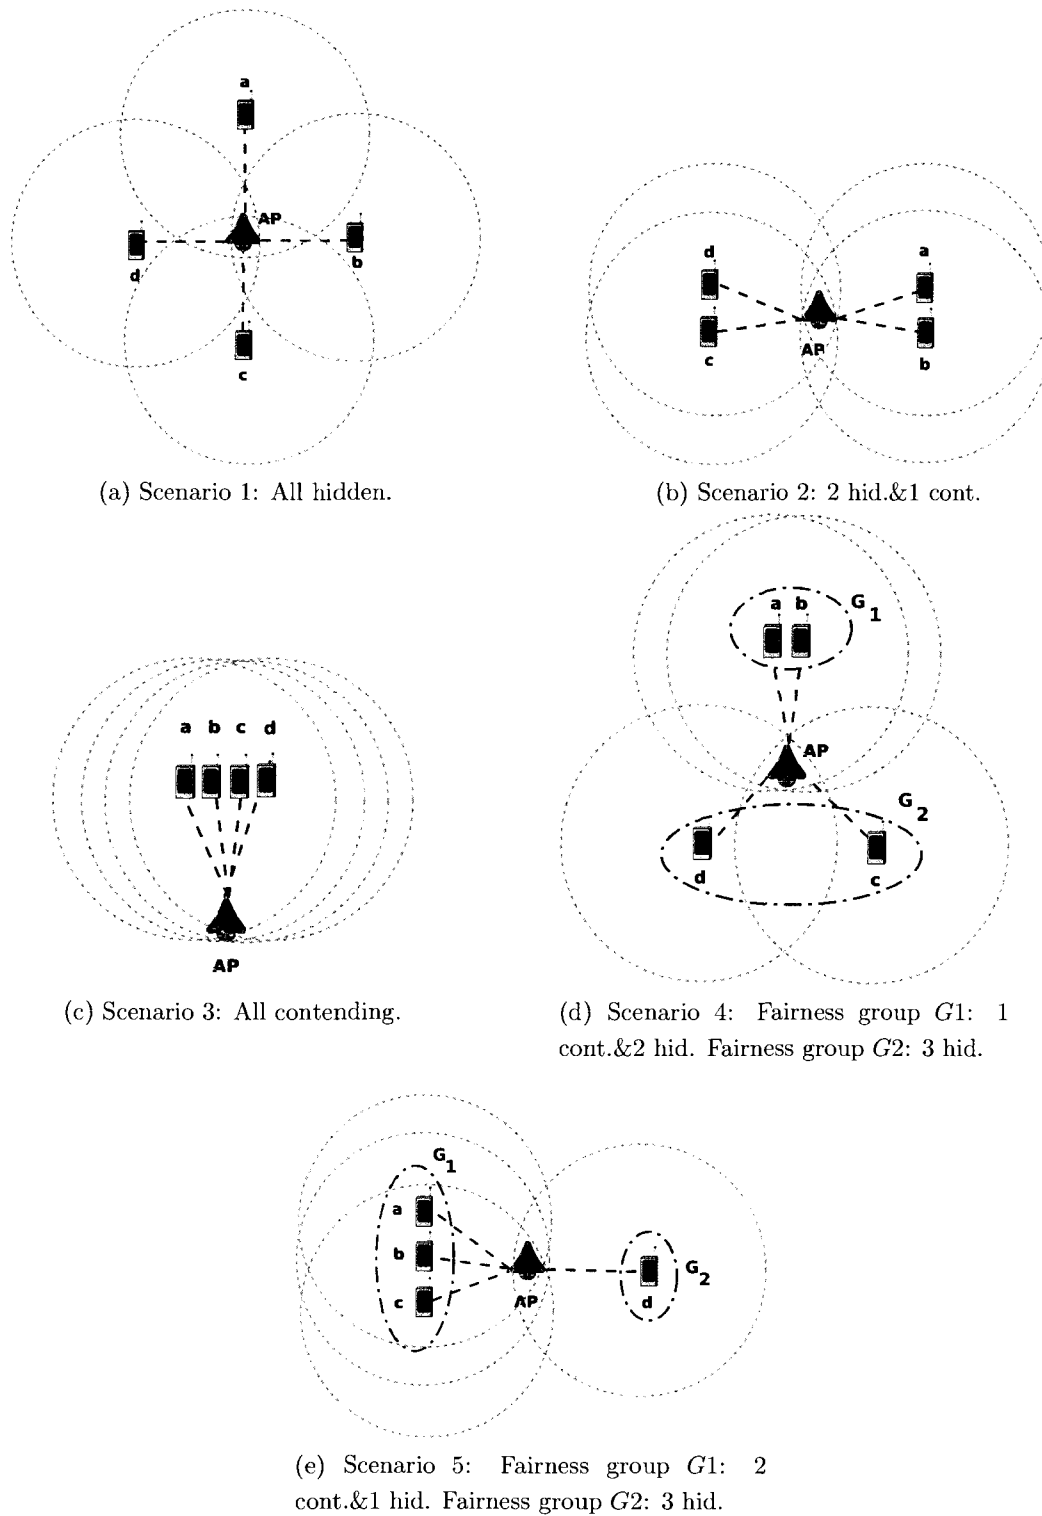 a
AP
d
b
c
(a) Scenario 1: All hidden.
d
a
c
AP
b
(b) Scenario 2: 2 hid.&1 cont.
a b c d
AP
(c) Scenario 3: All contending.
a b G1
AP
G2
d
c
(d) Scenario 4: Fairness group G1: 1
cont.&2 hid. Fairness group G2: 3 hid.
G1
a
b
G2
c
AP
d
(e) Scenario 5: Fairness group G1: 2
cont.&1 hid. Fairness group G2: 3 hid.